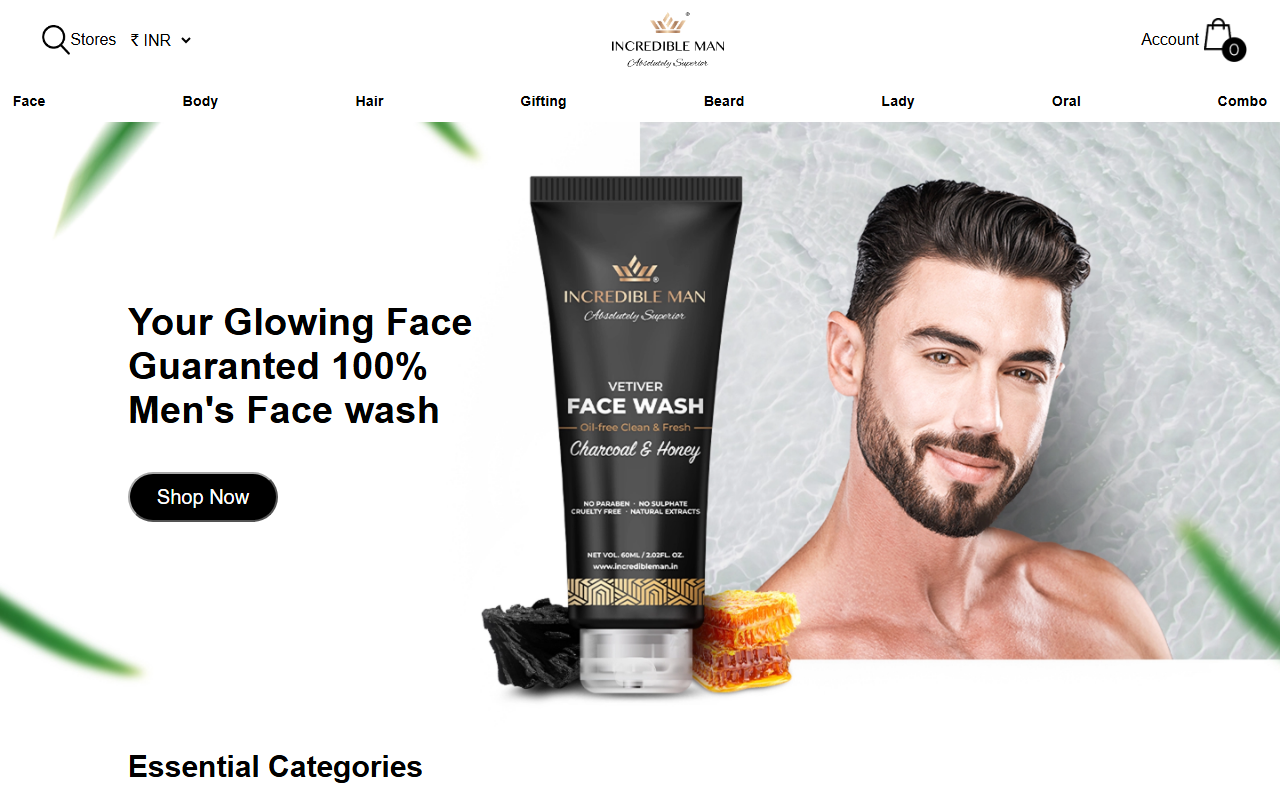 Stores ₹ INR
INCREDIBLE MAN
Absolutely Superior
Account 0
Face Body Hair Gifting Beard Lady Oral Combo
Your Glowing Face
Guaranted 100%
Men's Face wash
Shop Now
INCREDIBLE MAN
Absolutely Superior
VETIVER
FACE WASH
Oil-free Clean & Fresh
Charcoal & Honey
NO PARABEN · NO SULPHATE
CRUELTY FREE · NATURAL EXTRACTS
NET VOL. 60ML / 2.02FL. OZ.
www.incredibleman.in
Essential Categories